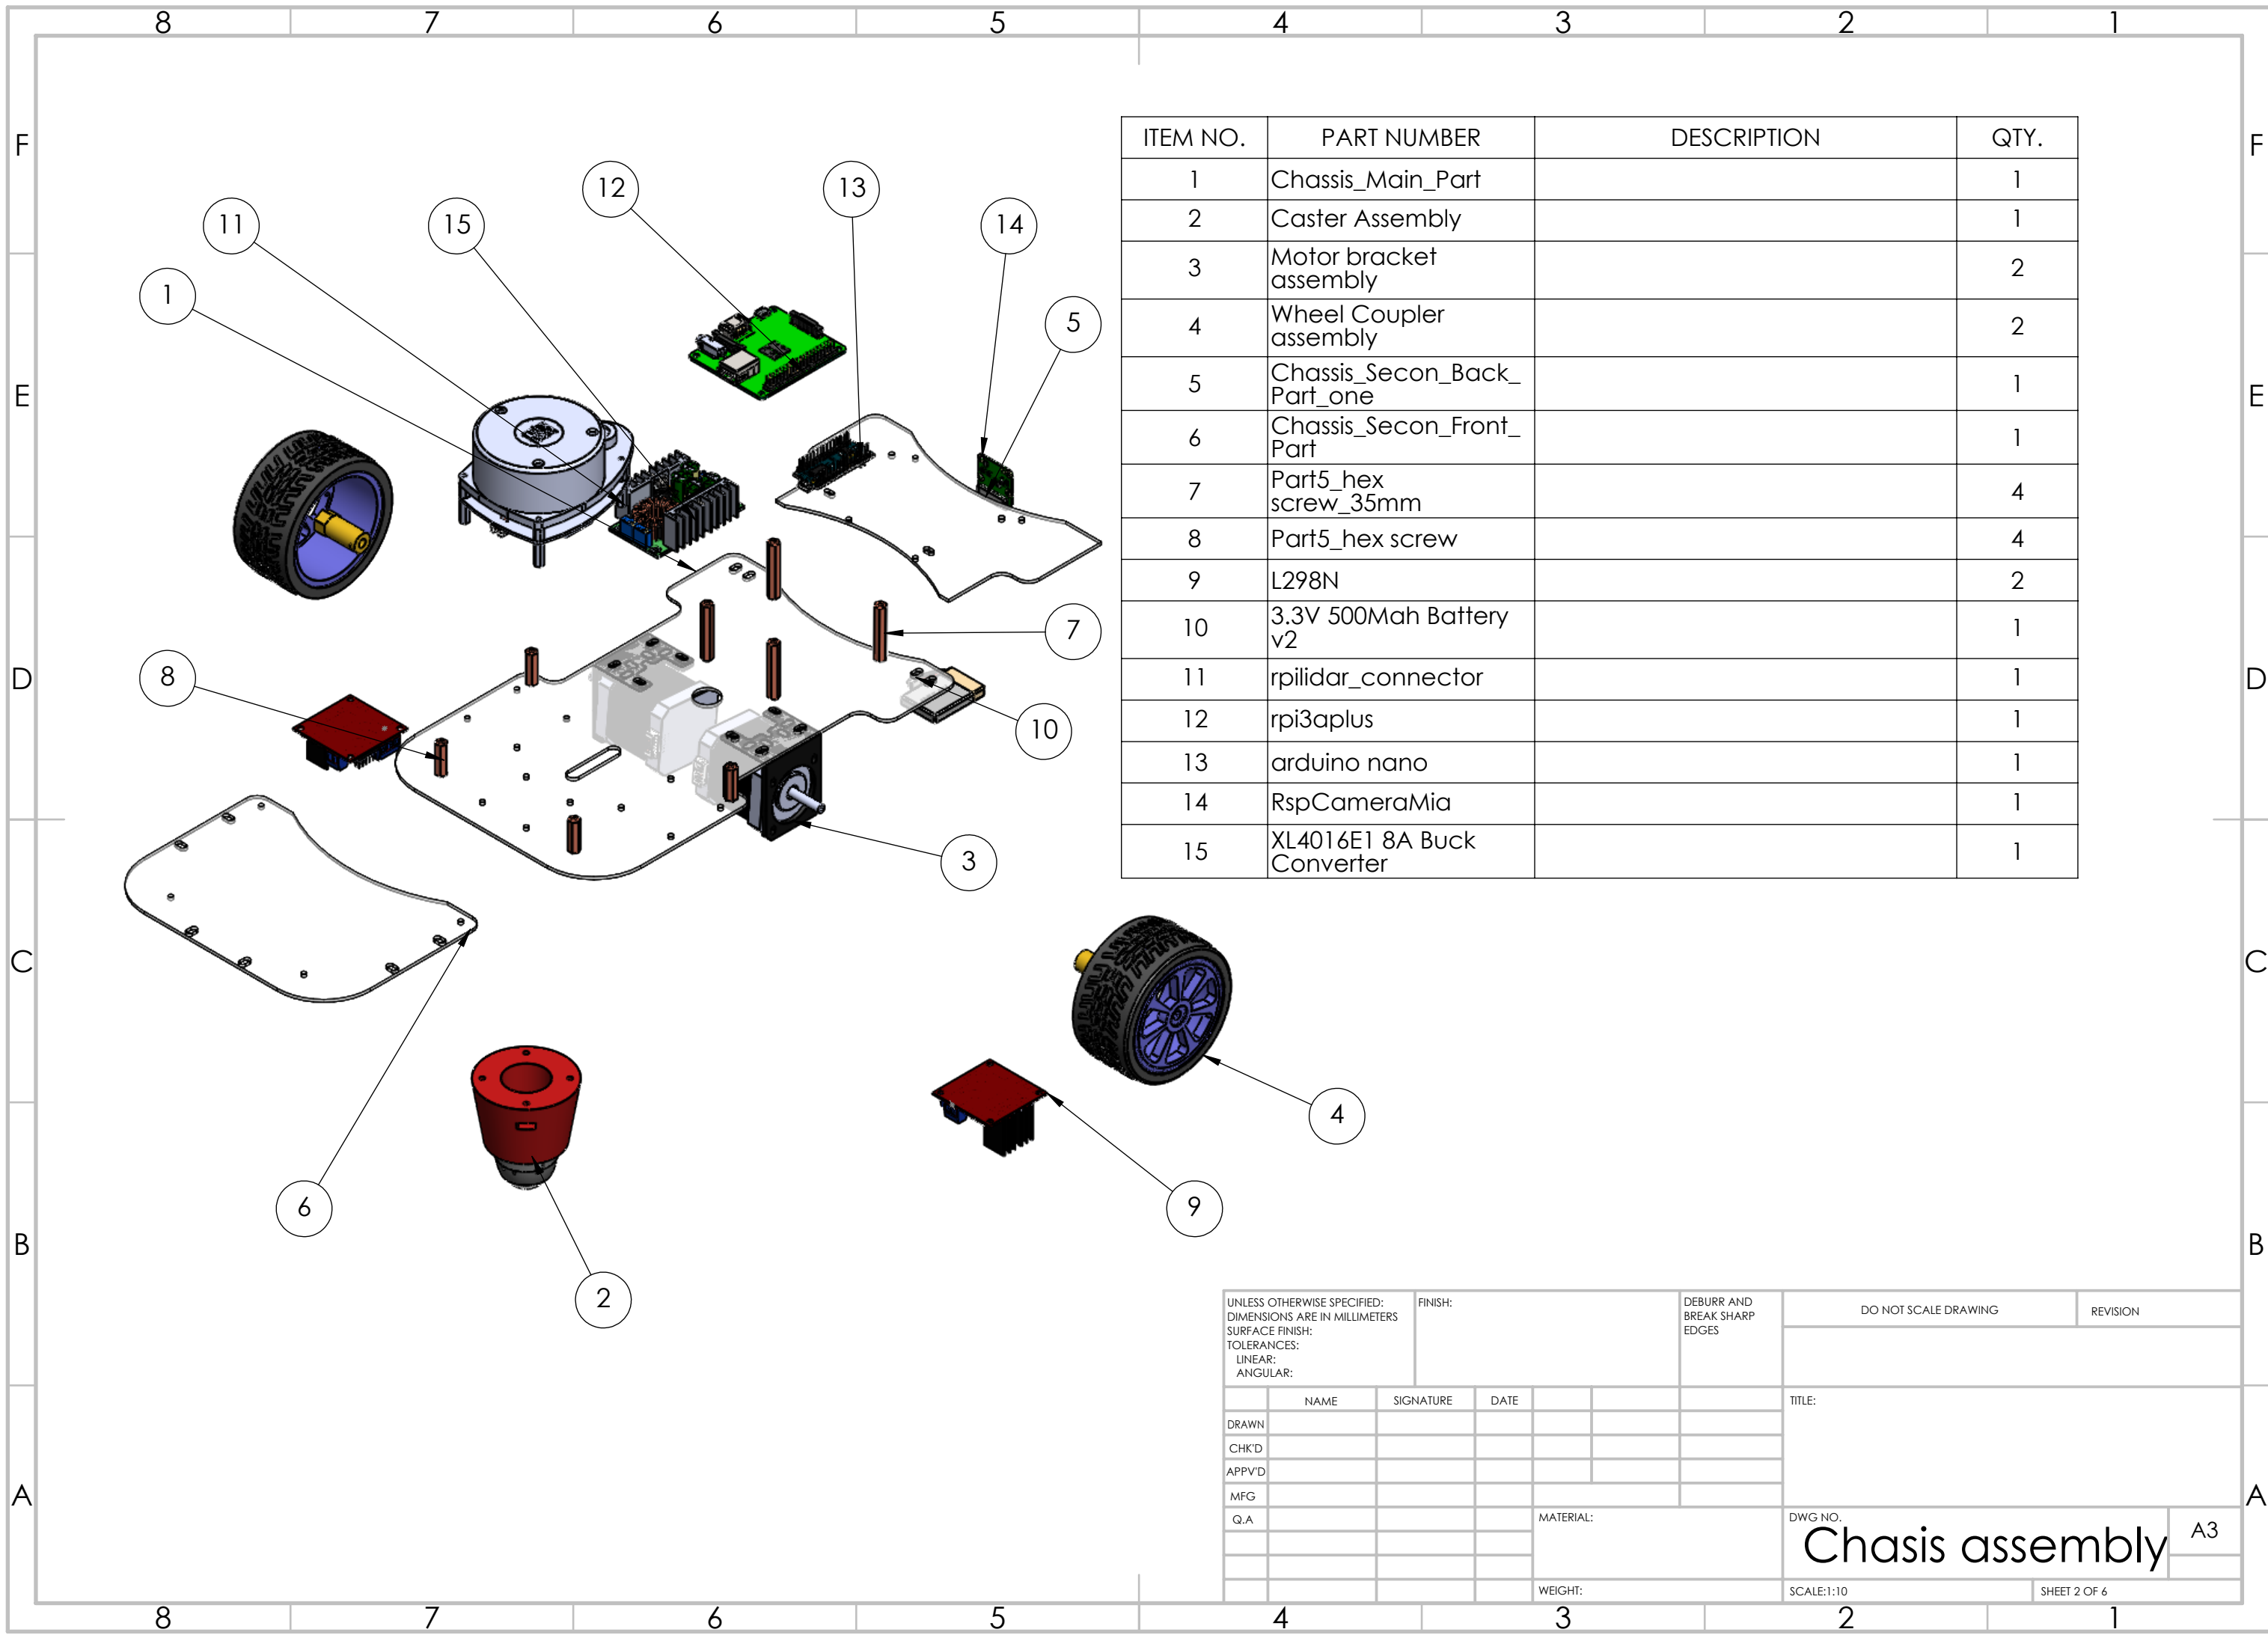 8 7 6 5 4 3 2 1
F F
E E
D D
C C
B B
A A
11
15
12
13
14
1
5
8
7
10
3
6
2
9
4
ITEM NO. PART NUMBER DESCRIPTION QTY.
1 Chassis_Main_Part 1
2 Caster Assembly 1
3 Motor bracket
assembly 2
4 Wheel Coupler
assembly 2
5 Chassis_Secon_Back_
Part_one 1
6 Chassis_Secon_Front_
Part 1
7 Part5_hex
screw_35mm 4
8 Part5_hex screw 4
9 L298N 2
10 3.3V 500Mah Battery
v2 1
11 rpilidar_connector 1
12 rpi3aplus 1
13 arduino nano 1
14 RspCameraMia 1
15 XL4016E1 8A Buck
Converter 1
UNLESS OTHERWISE SPECIFIED:
DIMENSIONS ARE IN MILLIMETERS
SURFACE FINISH:
TOLERANCES:
LINEAR:
ANGULAR:
FINISH:
DEBURR AND
BREAK SHARP
EDGES
DO NOT SCALE DRAWING
REVISION
NAME SIGNATURE DATE
DRAWN
CHK'D
APPV'D
MFG
Q.A
TITLE:
MATERIAL:
DWG NO.
Chasis assembly
A3
WEIGHT:
SCALE:1:10
SHEET 2 OF 6
8 7 6 5 4 3 2 1